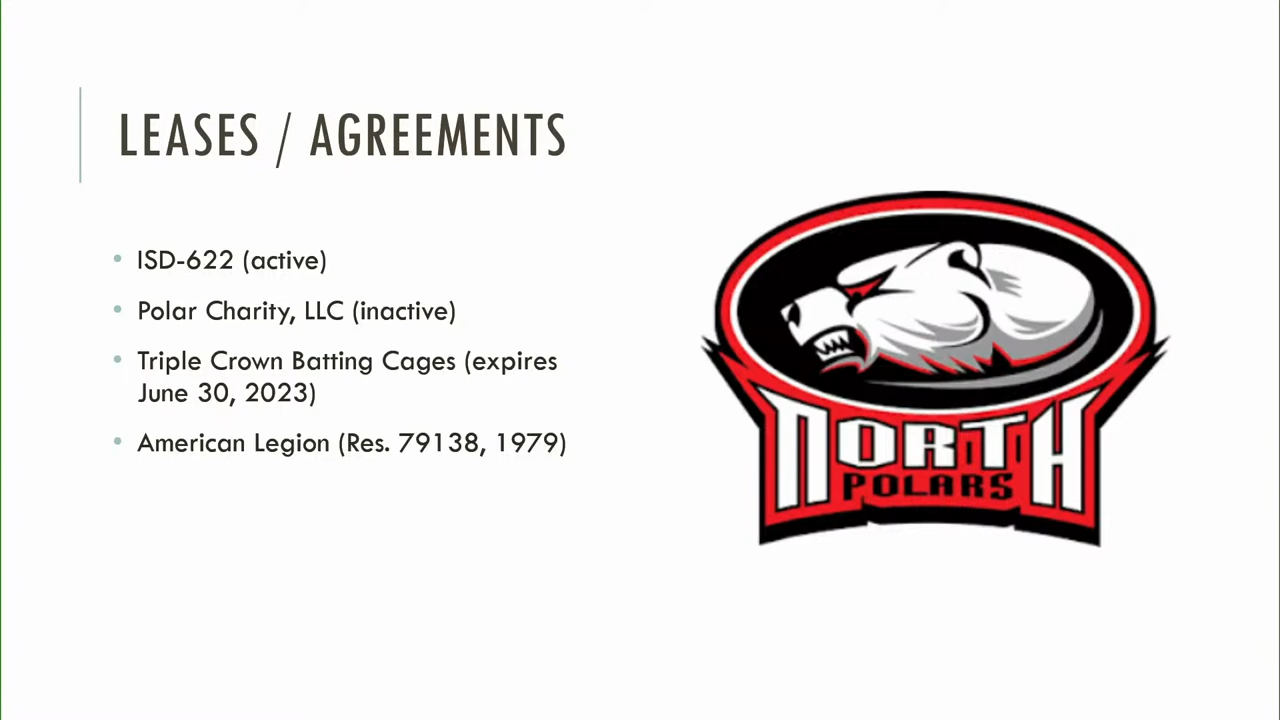 LEASES / AGREEMENTS
• ISD-622 (active)
• Polar Charity, LLC (inactive)
• Triple Crown Batting Cages (expires
June 30, 2023)
• American Legion (Res. 79138, 1979)
NORTH
POLARS